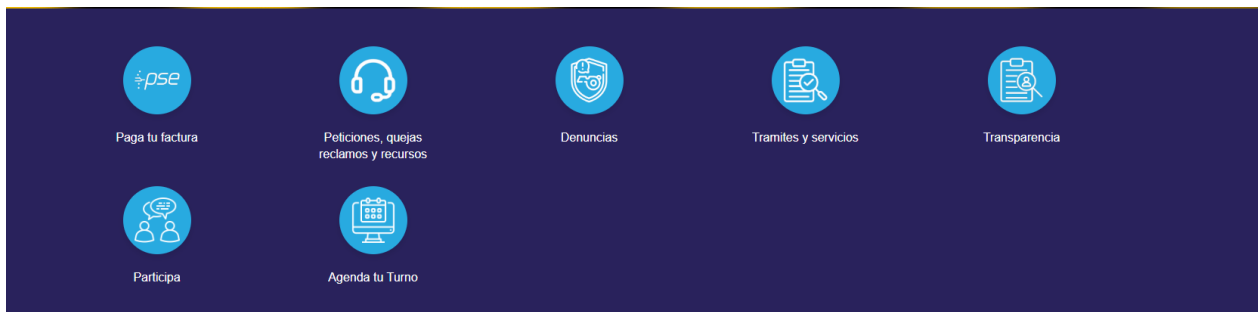 pse
Paga tu factura
Peticiones, quejas
reclamos y recursos
Denuncias
Tramites y servicios
Transparencia
Participa
Agenda tu Turno